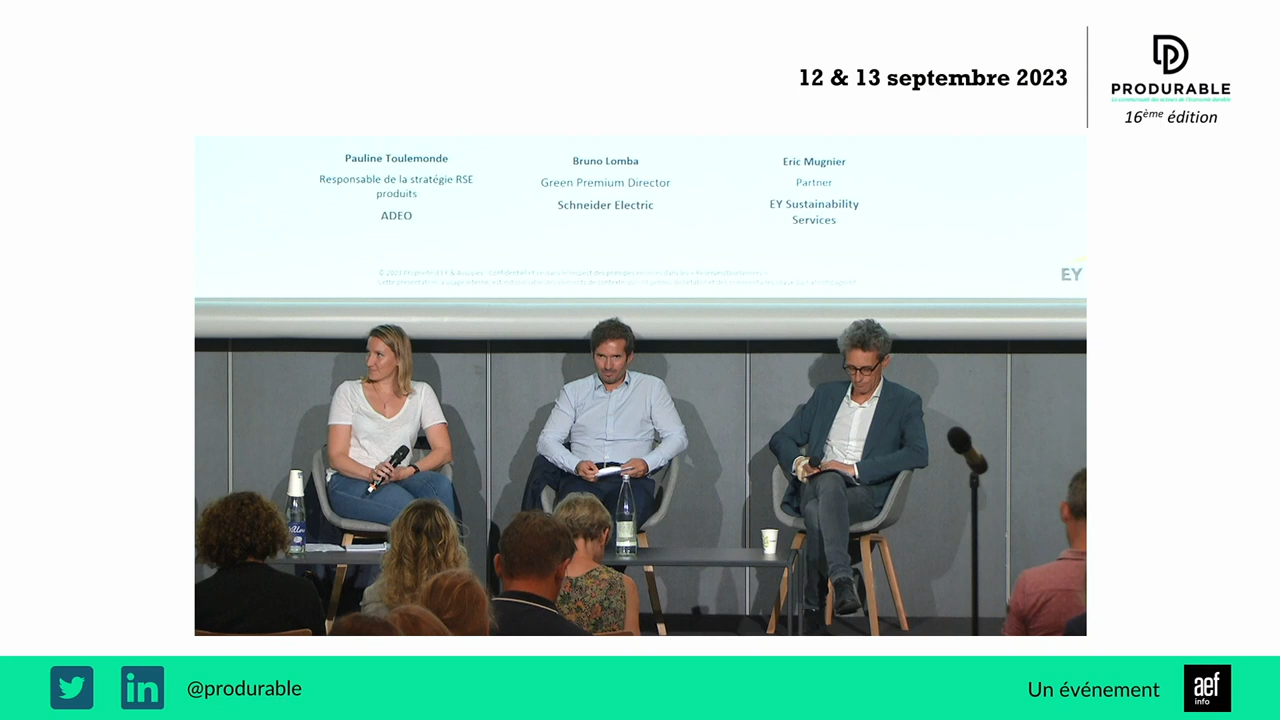 12 & 13 septembre 2023
PRODURABLE
16ème édition
Pauline Toulemonde
Responsable de la stratégie RSE
produits
ADEO
Bruno Lomba
Green Premium Director
Schneider Electric
Eric Mugnier
Partner
EY Sustainability
Services
EY
@produrable
Un événement
aef
info